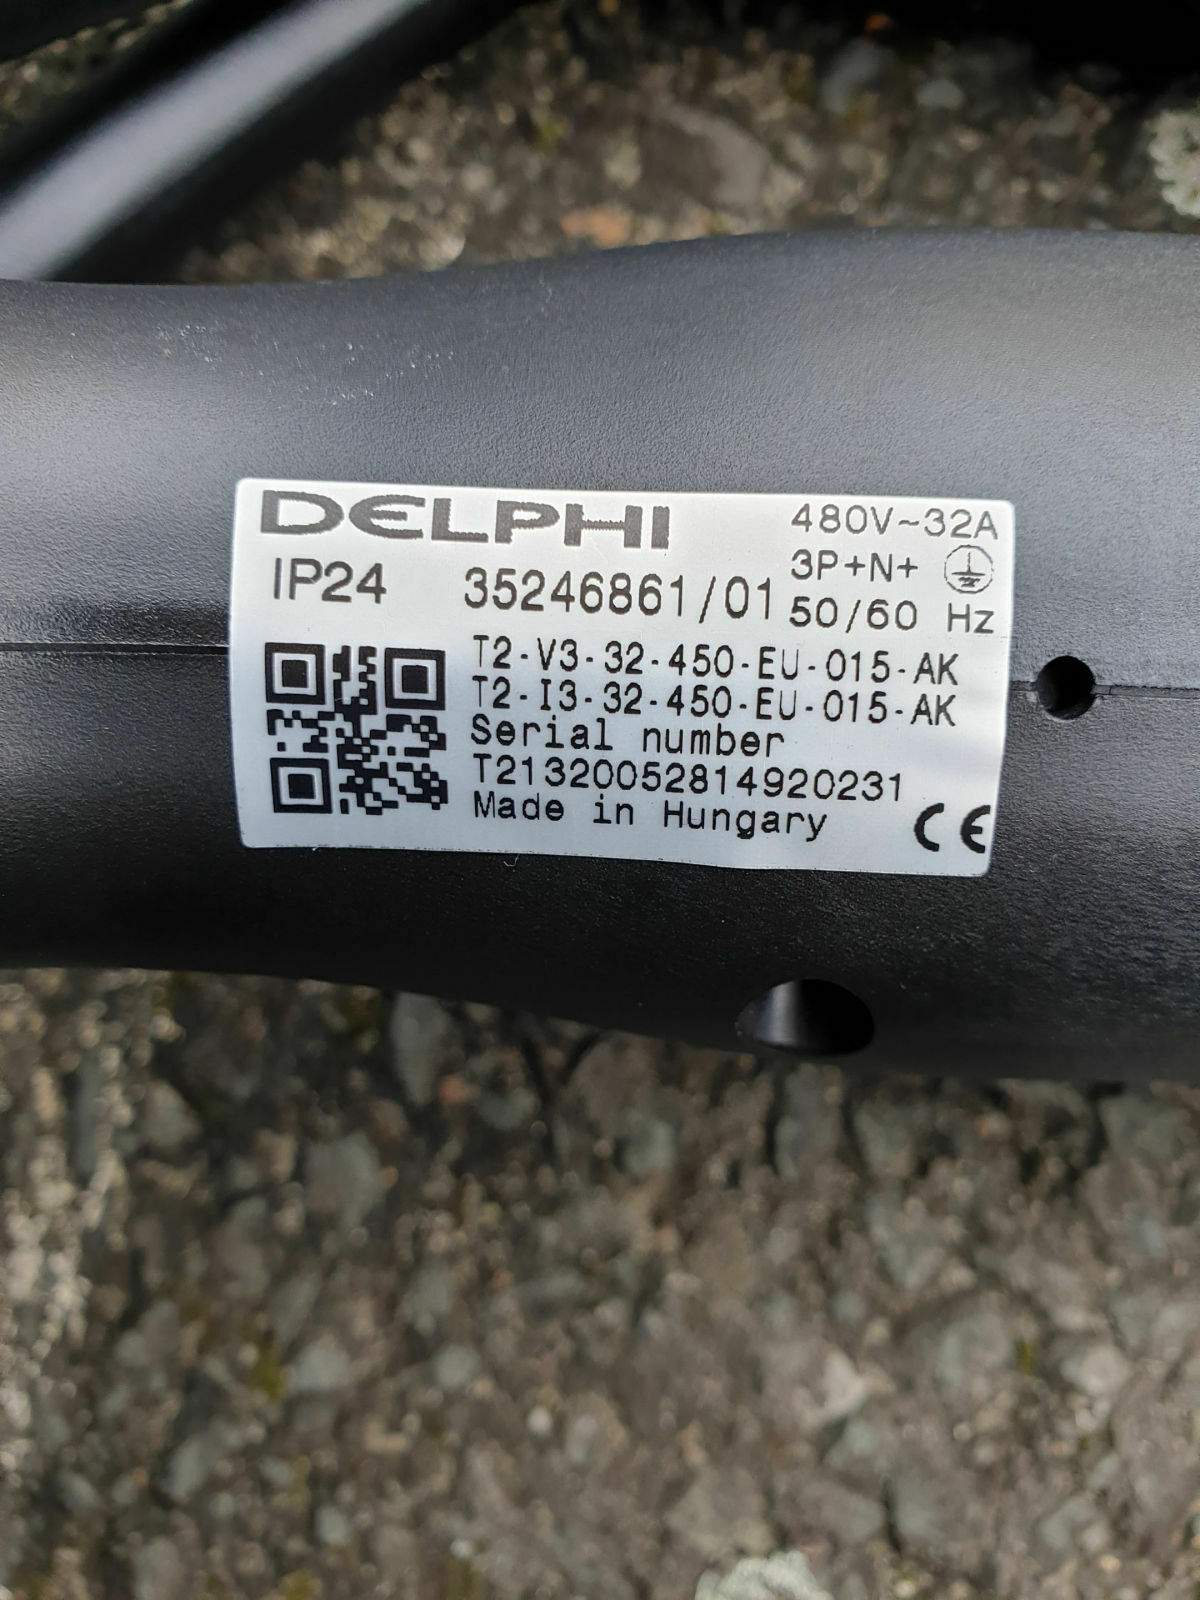 DELPHI
480V~32A
IP24
35246861/01
3P+N+
50/60 Hz
T2-V3-32-450-EU-015-AK
T2-I3-32-450-EU-015-AK
Serial number
T21320052814920231
Made in Hungary
CE